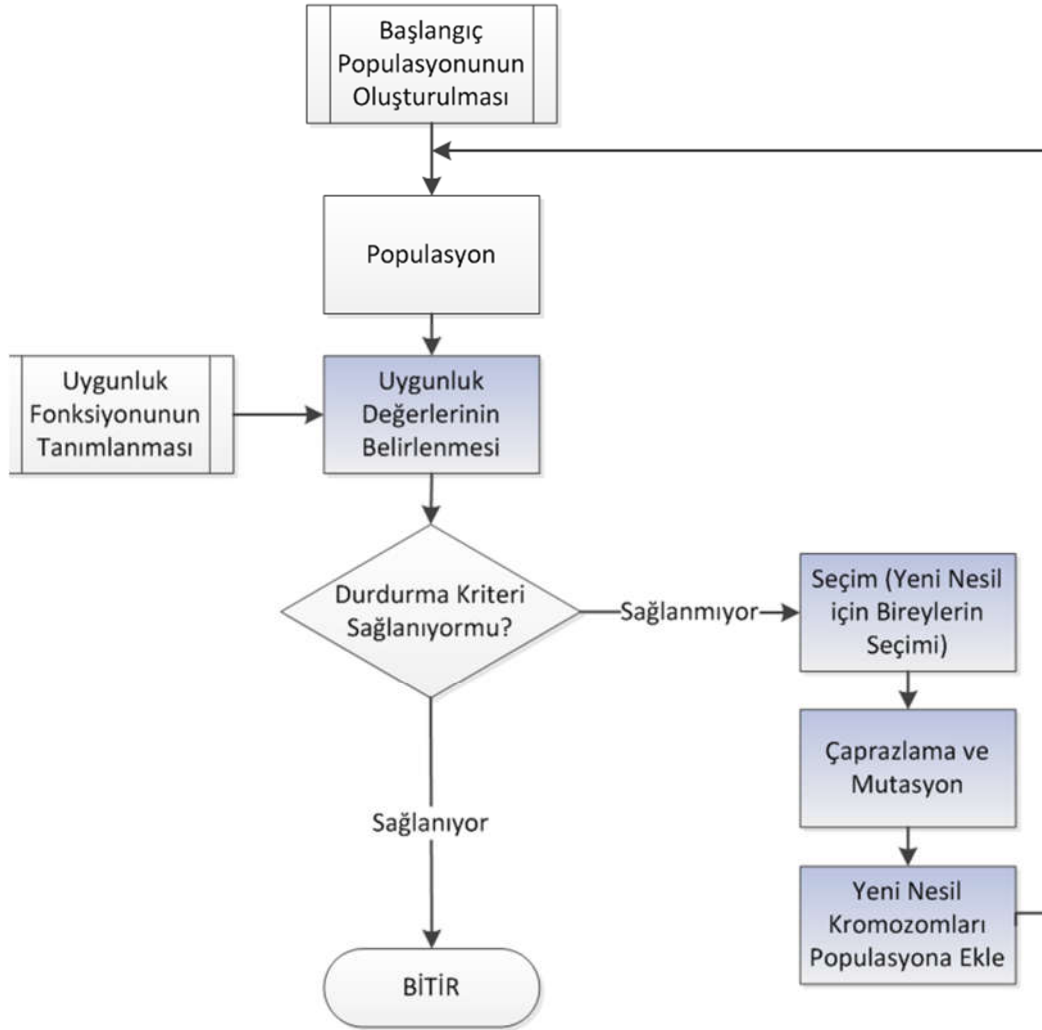 Başlangıç
Populasyonunun
Oluşturulması
Populasyon
Uygunluk
Fonksiyonunun
Tanımlanması
Uygunluk
Değerlerinin
Belirlenmesi
Durdurma Kriteri
Sağlanıyormu?
Sağlanmıyor
Seçim (Yeni Nesil
için Bireylerin
Seçimi)
Çaprazlama ve
Mutasyon
Sağlanıyor
Yeni Nesil
Kromozomları
Populasyona Ekle
BİTİR